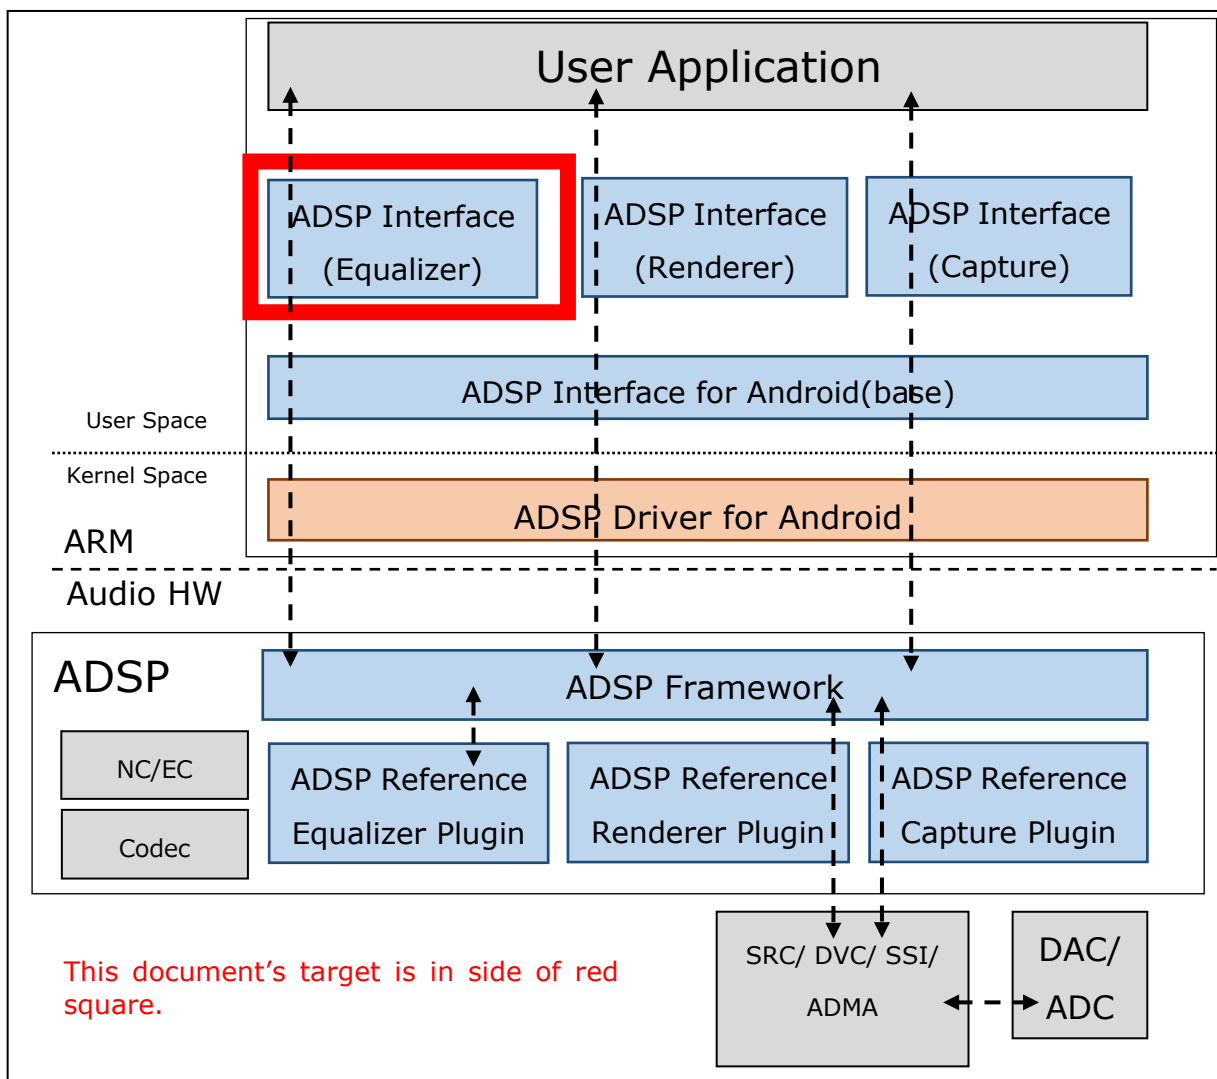 User Application
ADSP Interface
(Equalizer)
ADSP Interface
(Renderer)
ADSP Interface
(Capture)
ADSP Interface for Android(base)
User Space
Kernel Space
ADSP Driver for Android
ARM
Audio HW
ADSP
ADSP Framework
NC/EC
Codec
ADSP Reference
Equalizer Plugin
ADSP Reference
Renderer Plugin
ADSP Reference
Capture Plugin
SRC/ DVC/ SSI/
ADMA
DAC/
ADC
This document’s target is in side of red
square.